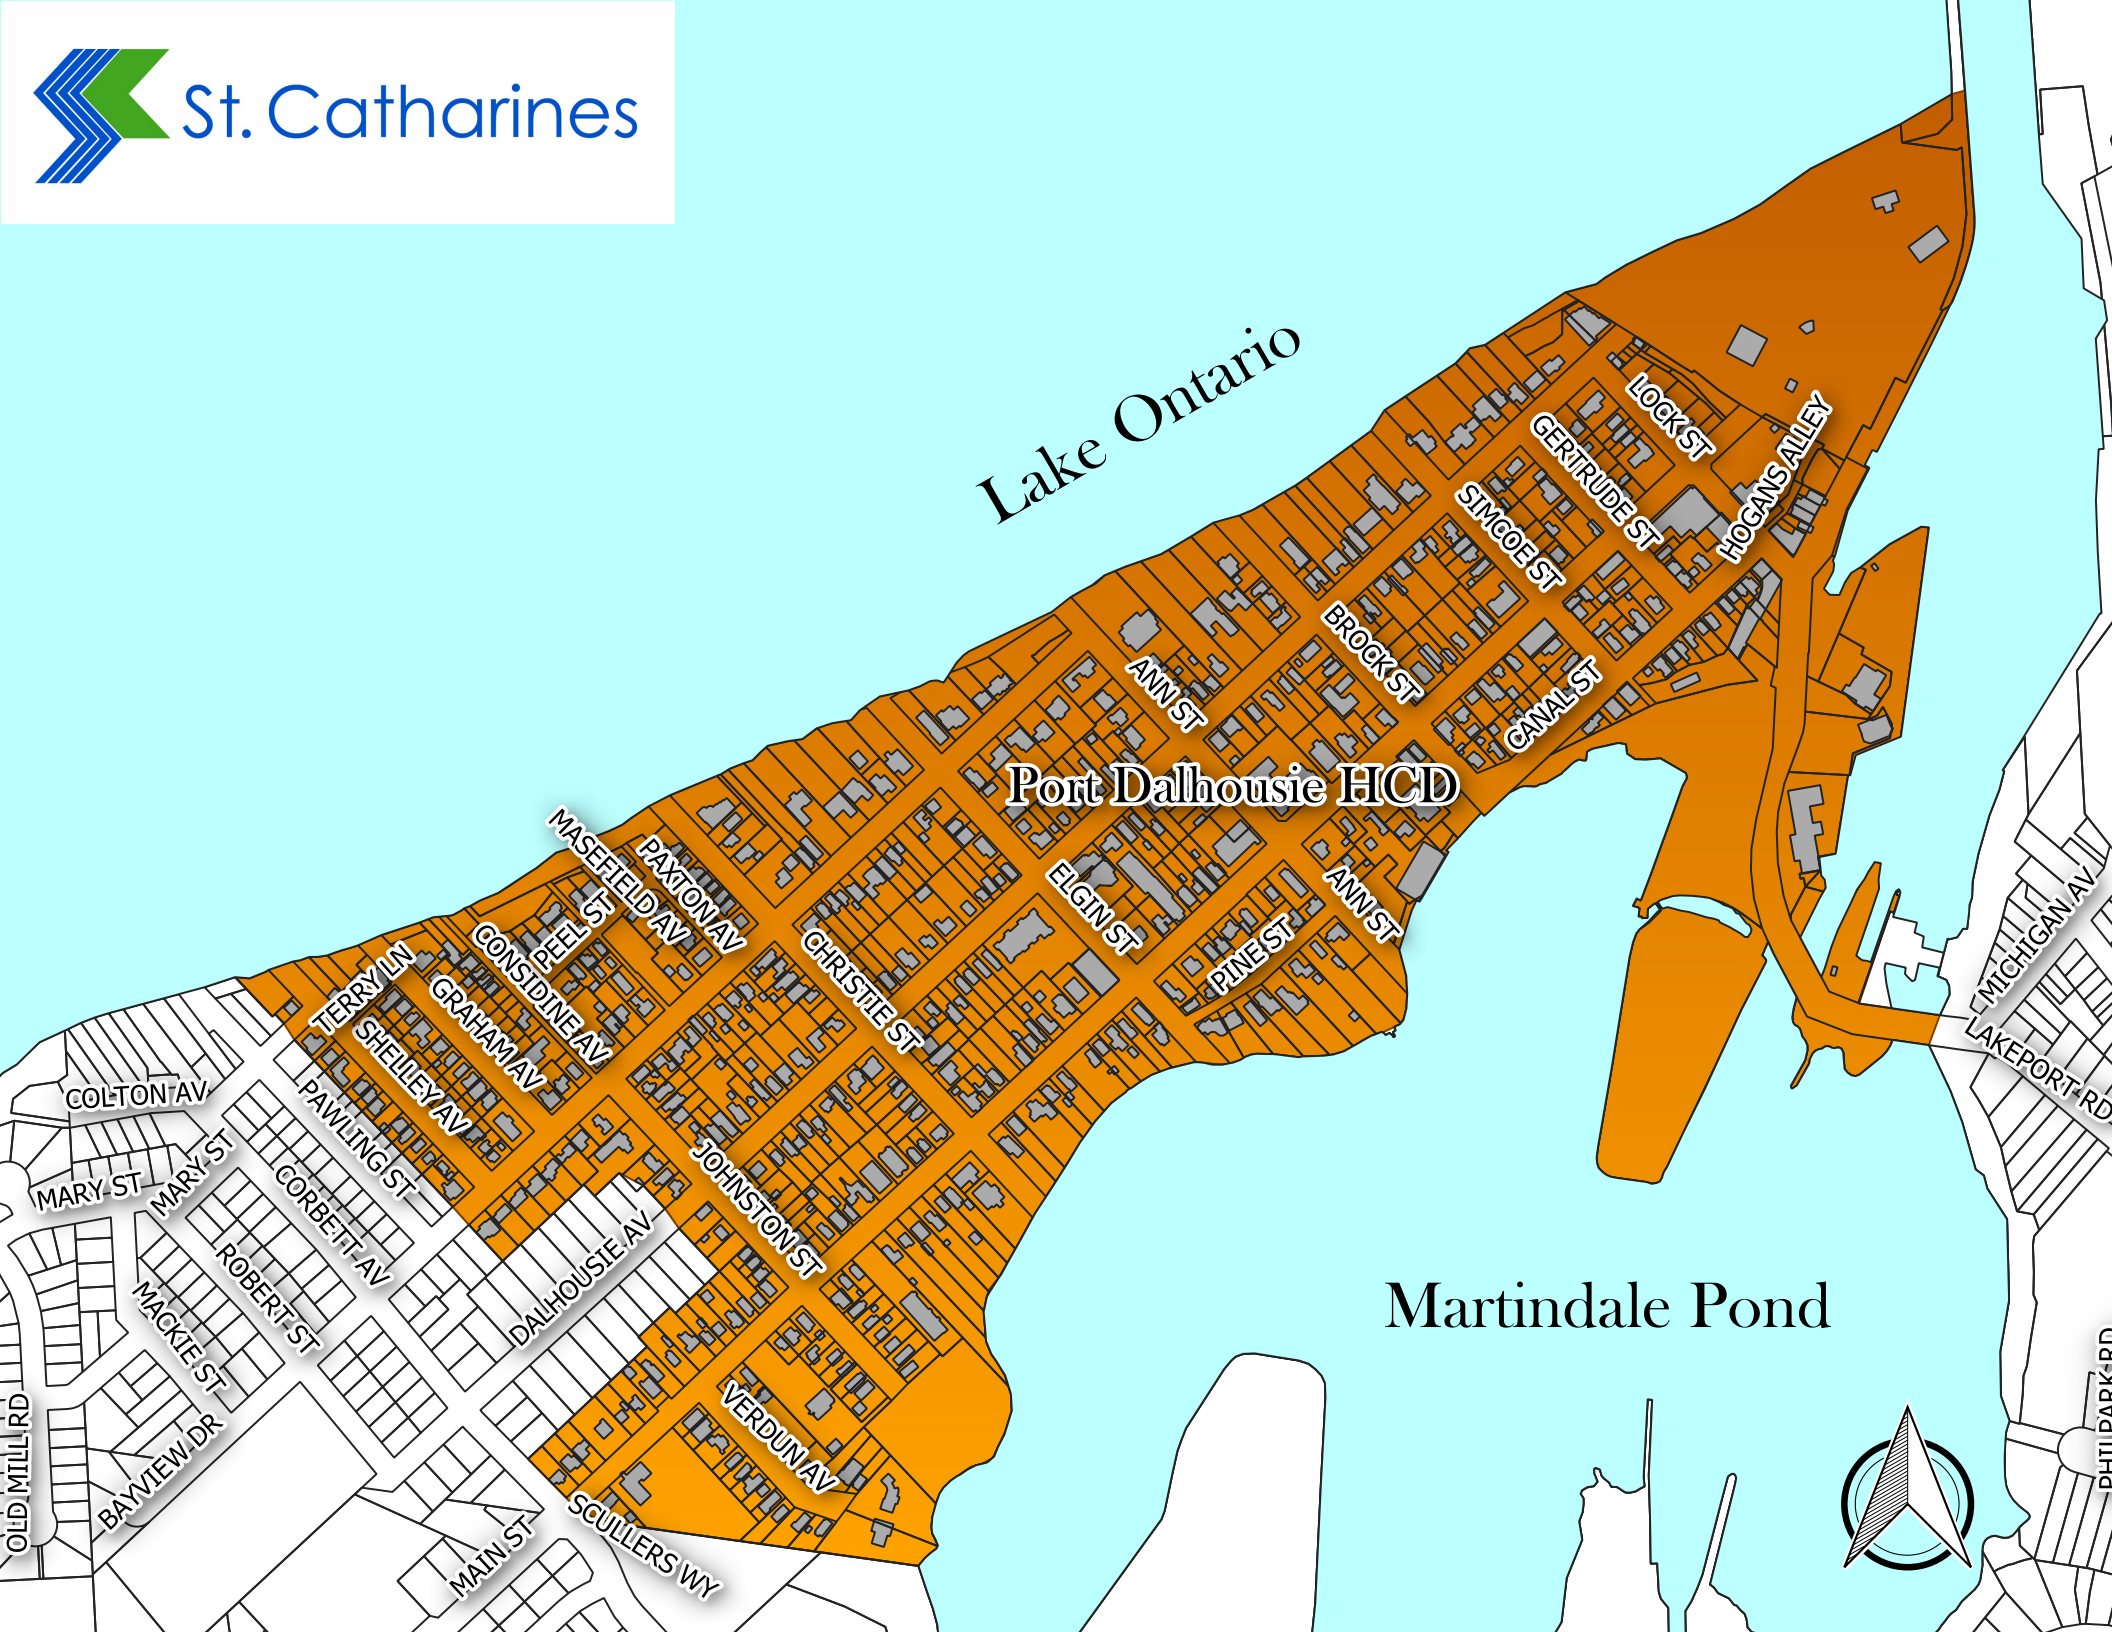 St. Catharines
Lake Ontario
LOCK ST
HOGANS ALLEY
GERTRUDE ST
SIMCOE ST
BROCK ST
ANN ST
CANAL ST
Port Dalhousie HCD
MASEFIELD AV
PAXTON AV
PEEL ST
CONSIDINE AV
ELGIN ST
ANN ST
PINE ST
CHRISTIE ST
TERRY LN
GRAHAM AV
SHELLEY AV
MICHIGAN AV
LAKEPORT RD
COLTON AV
PAWLING ST
MARY ST
MARY ST
CORBETT AV
JOHNSTON ST
DALHOUSIE AV
ROBERT ST
MACKIE ST
Martindale Pond
OLD MILL RD
BAYVIEW DR
VERDUN AV
MAIN ST
SCULLERS WY
PHILPARK RD